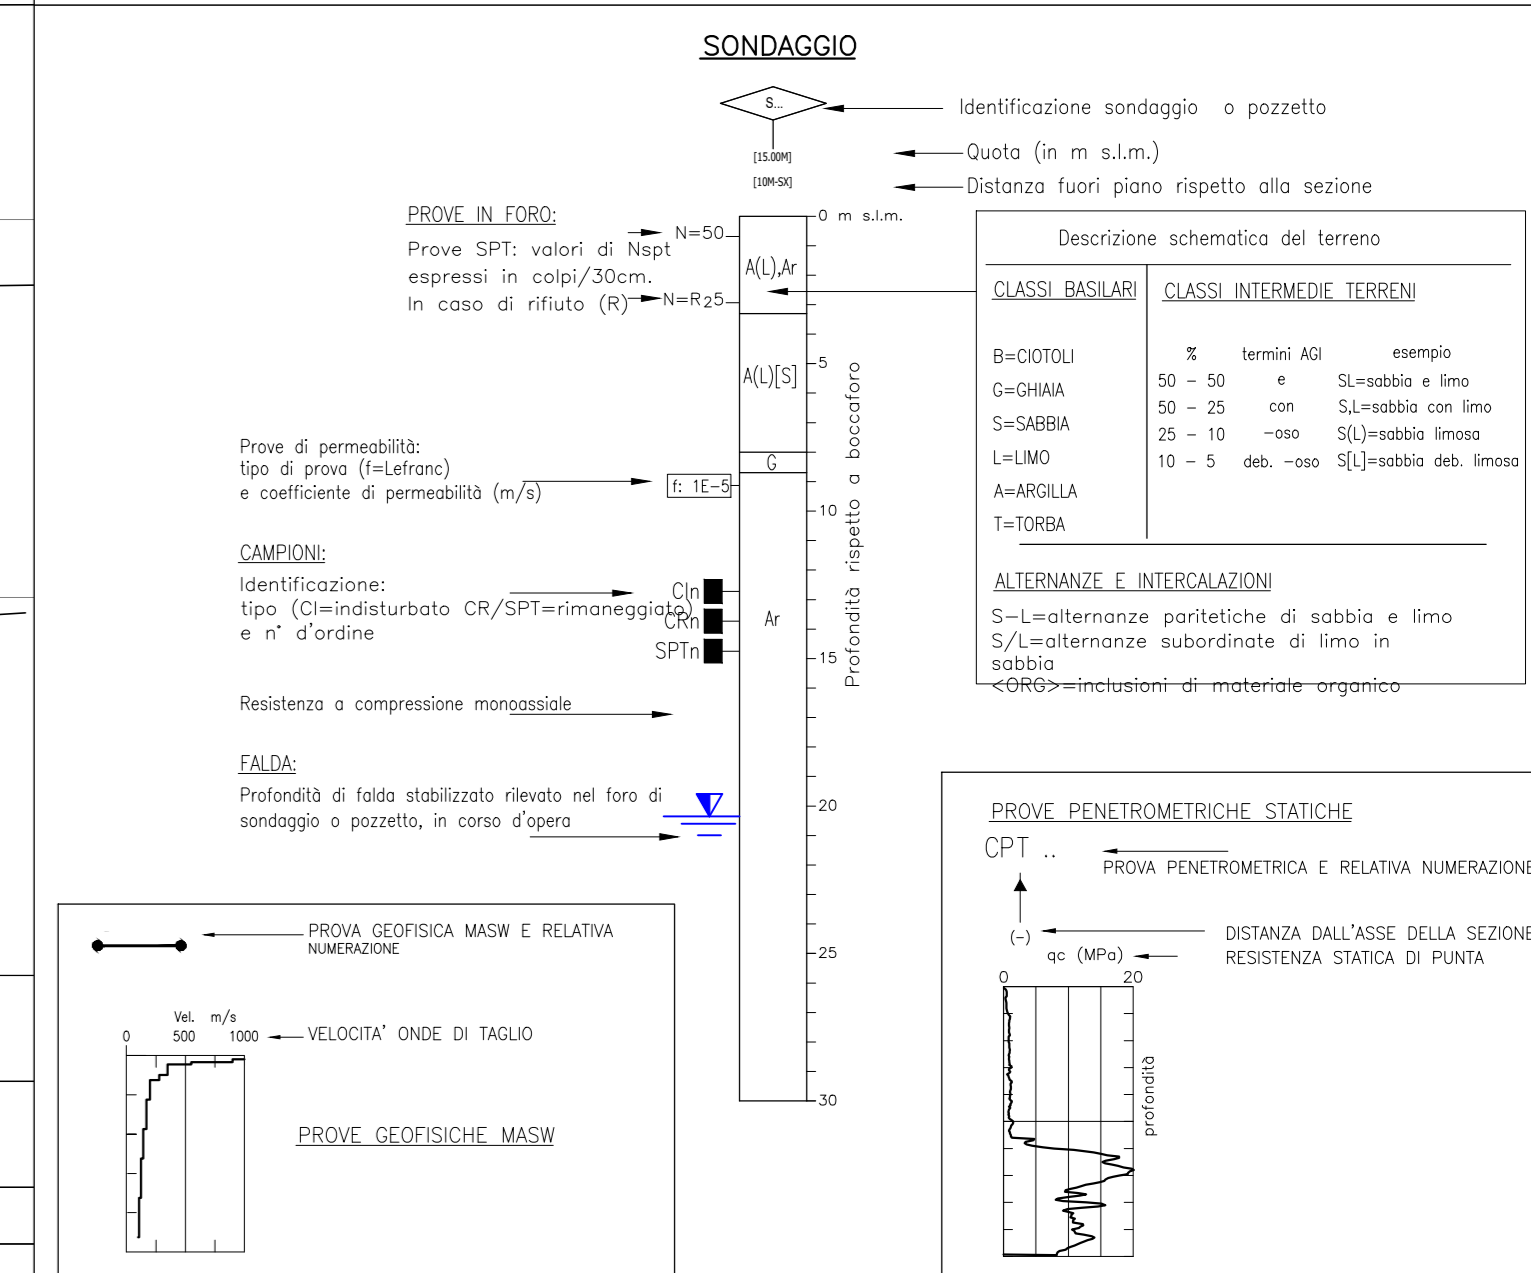 SONDAGGIO
S...
Identificazione sondaggio o pozzetto
[15.00M]
Quota (in m s.l.m.)
[10M-SX]
Distanza fuori piano rispetto alla sezione
PROVE IN FORO:
Prove SPT: valori di Nspt
espressi in colpi/30cm.
In caso di rifiuto (R)
N=50
N=R25
0 m s.l.m.
5
10
15
20
25
30
A(L),Ar
A(L)[S]
G
Ar
Profondità rispetto a boccaforo
Descrizione schematica del terreno
CLASSI BASILARI
B=CIOTOLI
G=GHIAIA
S=SABBIA
L=LIMO
A=ARGILLA
T=TORBA
CLASSI INTERMEDIE TERRENI
% termini AGI esempio
50 - 50 e SL=sabbia e limo
50 - 25 con S,L=sabbia con limo
25 - 10 -oso S(L)=sabbia limosa
10 - 5 deb. -oso S[L]=sabbia deb. limosa
ALTERNANZE E INTERCALAZIONI
S-L=alternanze paritetiche di sabbia e limo
S/L=alternanze subordinate di limo in
sabbia
<ORG>=inclusioni di materiale organico
Prove di permeabilità:
tipo di prova (f=Lefranc)
e coefficiente di permeabilità (m/s)
f: 1E-5
CAMPIONI:
Identificazione:
tipo (CI=indisturbato CR/SPT=rimaneggiato)
e n° d'ordine
CIn
CRn
SPTn
Resistenza a compressione monoassiale
FALDA:
Profondità di falda stabilizzato rilevato nel foro di
sondaggio o pozzetto, in corso d'opera
PROVA GEOFISICA MASW E RELATIVA
NUMERAZIONE
Vel. m/s
0 500 1000
VELOCITA' ONDE DI TAGLIO
PROVE GEOFISICHE MASW
PROVE PENETROMETRICHE STATICHE
CPT ..
PROVA PENETROMETRICA E RELATIVA NUMERAZIONE
(-)
DISTANZA DALL'ASSE DELLA SEZIONE
qc (MPa)
RESISTENZA STATICA DI PUNTA
0 20
profondità